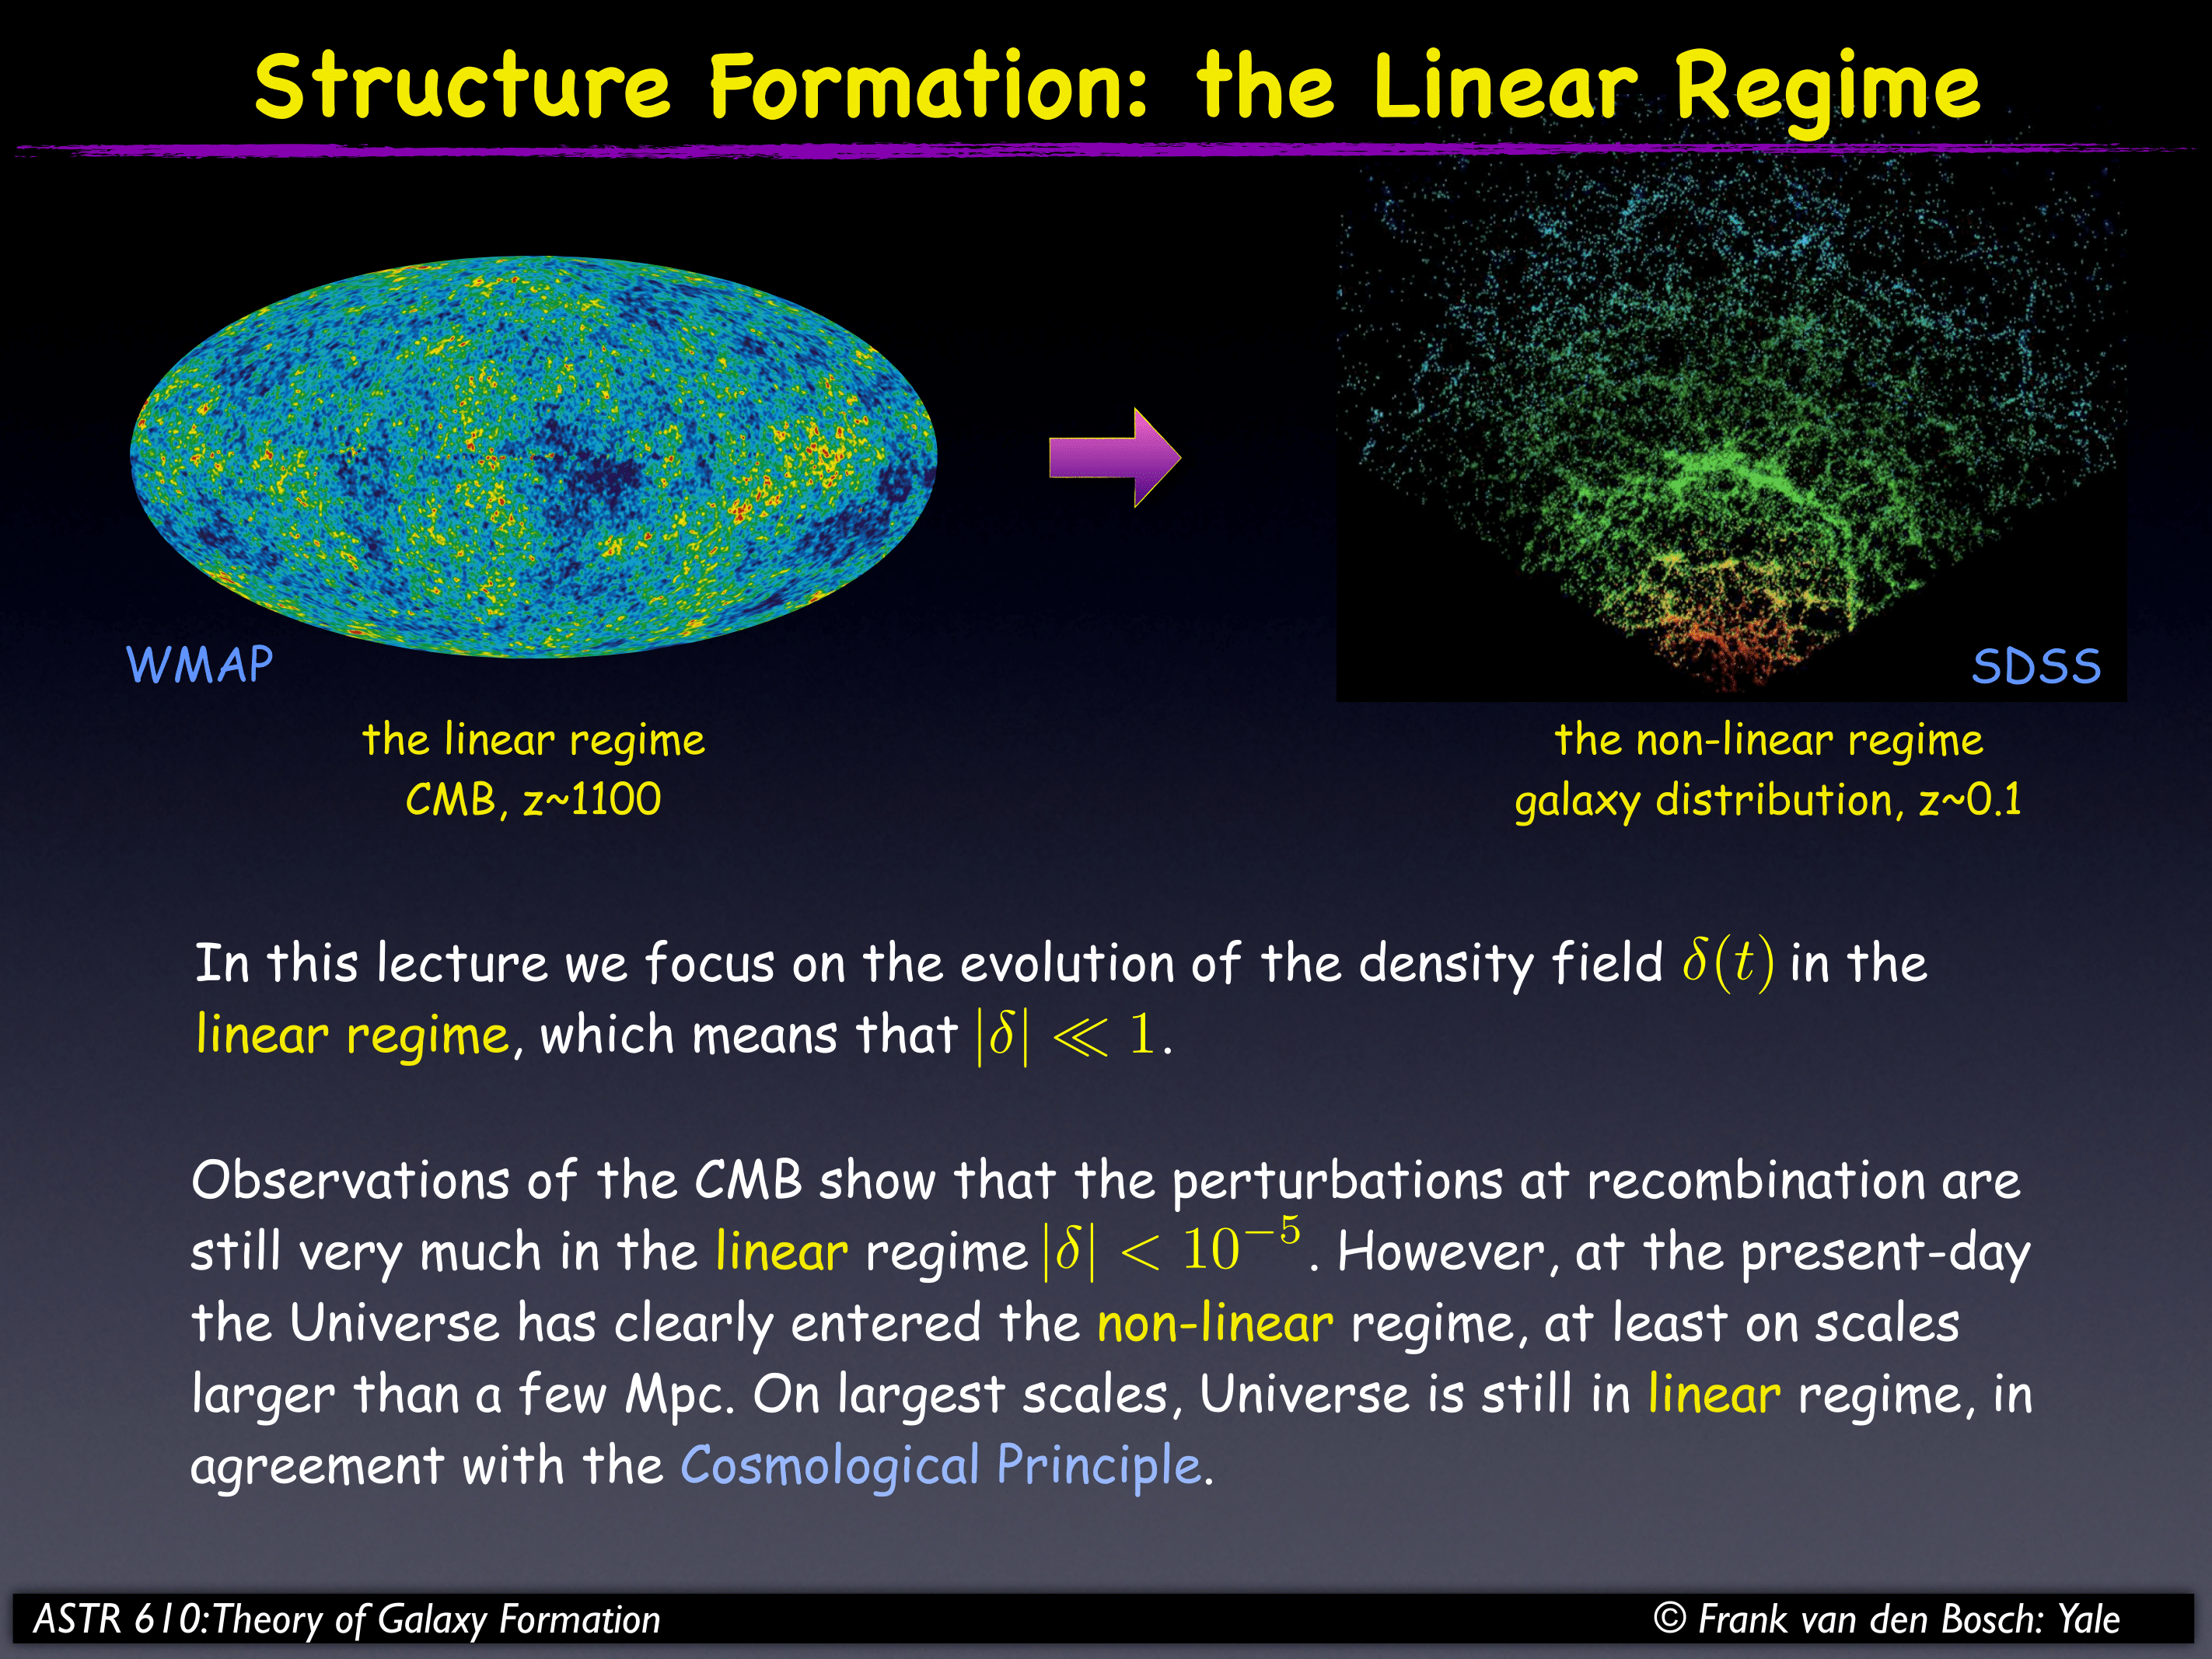 Structure Formation: the Linear Regime
WMAP
SDSS
the linear regime
CMB, z~1100
the non-linear regime
galaxy distribution, z~0.1
In this lecture we focus on the evolution of the density field δ(t) in the
linear regime, which means that |δ| ≪ 1.
Observations of the CMB show that the perturbations at recombination are
still very much in the linear regime |δ| < 10⁻⁵. However, at the present-day
the Universe has clearly entered the non-linear regime, at least on scales
larger than a few Mpc. On largest scales, Universe is still in linear regime, in
agreement with the Cosmological Principle.
ASTR 610:Theory of Galaxy Formation
© Frank van den Bosch: Yale